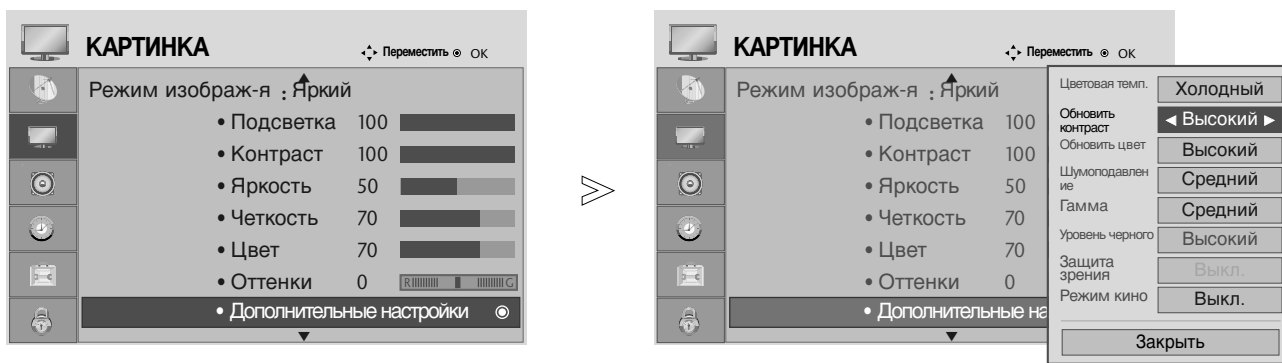 КАРТИНКА
Переместить OK
Режим изображ-я : Яркий
• Подсветка 100
• Контраст 100
• Яркость 50
• Четкость 70
• Цвет 70
• Оттенки 0 R G
• Дополнительные настройки
КАРТИНКА
Переместить OK
Режим изображ-я : Яркий
• Подсветка 100
• Контраст 100
• Яркость 50
• Четкость 70
• Цвет 70
• Оттенки 0
• Дополнительные на
Цветовая темп. Холодный
Обновить
контраст
◄ Высокий ►
Обновить цвет Высокий
Шумоподавлен
ие
Средний
Гамма Средний
Уровень черного Высокий
Защита
зрения
Выкл.
Режим кино Выкл.
Закрыть